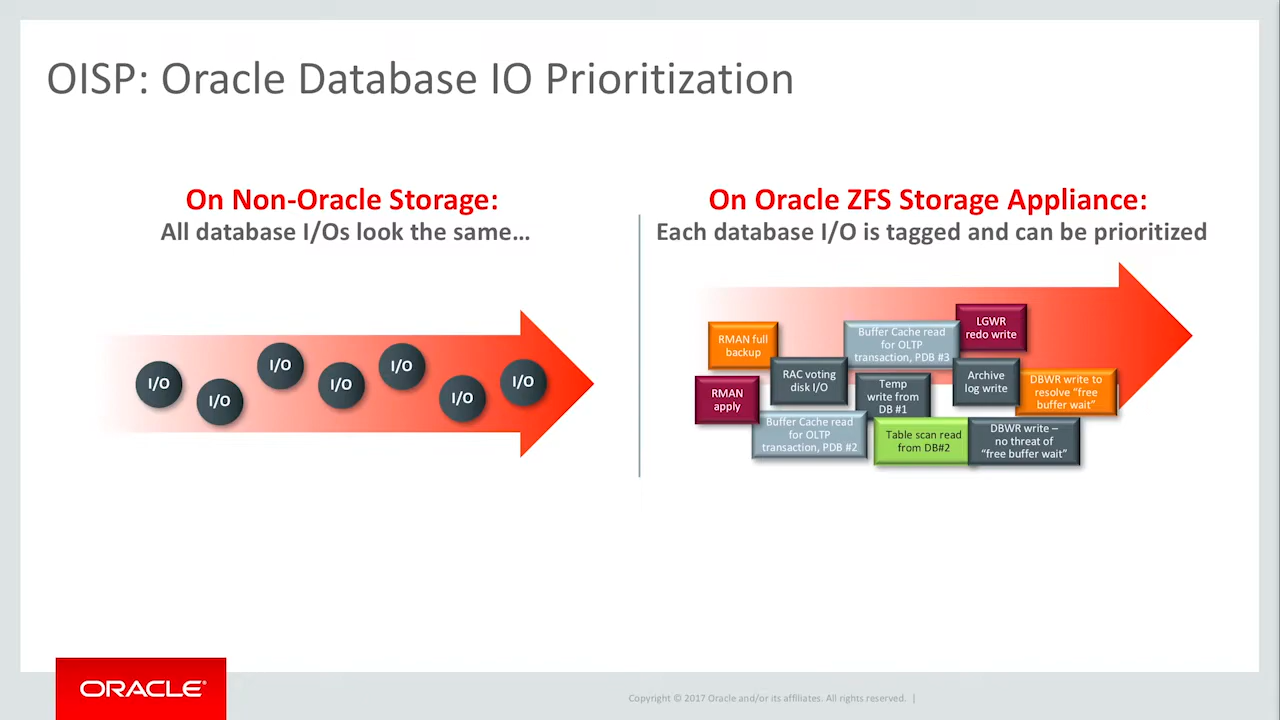 OISP: Oracle Database IO Prioritization
On Non-Oracle Storage:
All database I/Os look the same…
I/O
I/O
I/O
I/O
I/O
I/O
I/O
On Oracle ZFS Storage Appliance:
Each database I/O is tagged and can be prioritized
RMAN full
backup
Buffer Cache read
for OLTP
transaction, PDB #3
LGWR
redo write
RAC voting
disk I/O
Temp
write from
DB #1
Archive
log write
DBWR write to
resolve “free
buffer wait”
RMAN
apply
Buffer Cache read
for OLTP
transaction, PDB #2
Table scan read
from DB#2
DBWR write –
no threat of
“free buffer wait”
ORACLE®
Copyright © 2017 Oracle and/or its affiliates. All rights reserved. |